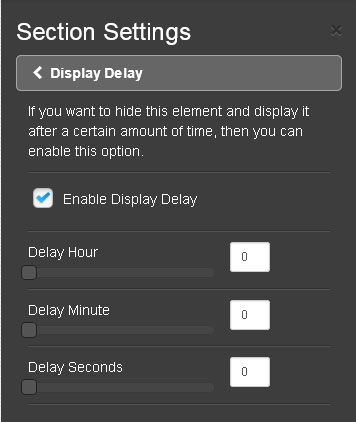 Section Settings
Display Delay
If you want to hide this element and display it
after a certain amount of time, then you can
enable this option.
Enable Display Delay
Delay Hour 0
Delay Minute 0
Delay Seconds 0